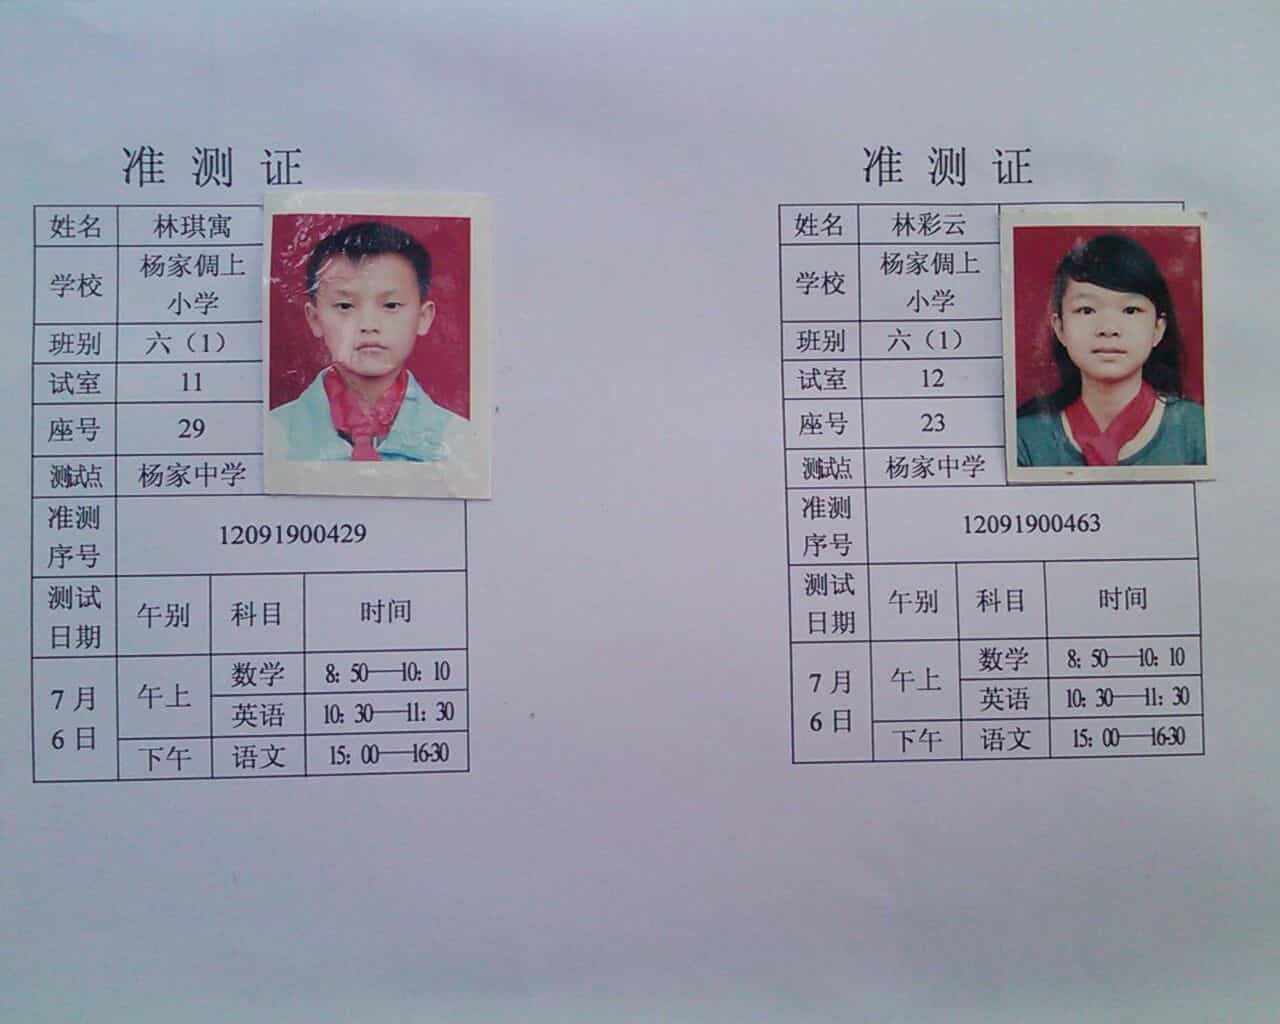 准测证
姓名 林琪寓
学校 杨家倜上
小学
班别 六（1）
试室 11
座号 29
测试点 杨家中学
准测
序号
12091900429
测试
日期
午别 科目 时间
7月
6日
午上
数学 8：50—10：10
英语 10：30—11：30
下午 语文 15：00—16-30
准测证
姓名 林彩云
学校 杨家倜上
小学
班别 六（1）
试室 12
座号 23
测试点 杨家中学
准测
序号
12091900463
测试
日期
午别 科目 时间
7月
6日
午上
数学 8：50—10：10
英语 10：30—11：30
下午 语文 15：00—16-30